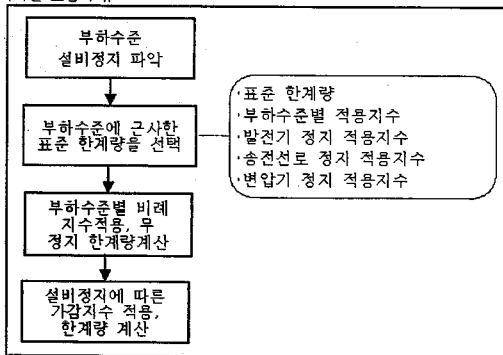 부하수준
설비정지 파악
부하수준에 근사한
표준 한계량을 선택
·표준 한계량
·부하수준별 적용지수
·발전기 정지 적용지수
·송전선로 정지 적용지수
·변압기 정지 적용지수
부하수준별 비례
지수적용, 무
정지 한계량계산
설비정지에 따른
가감지수 적용,
한계량 계산